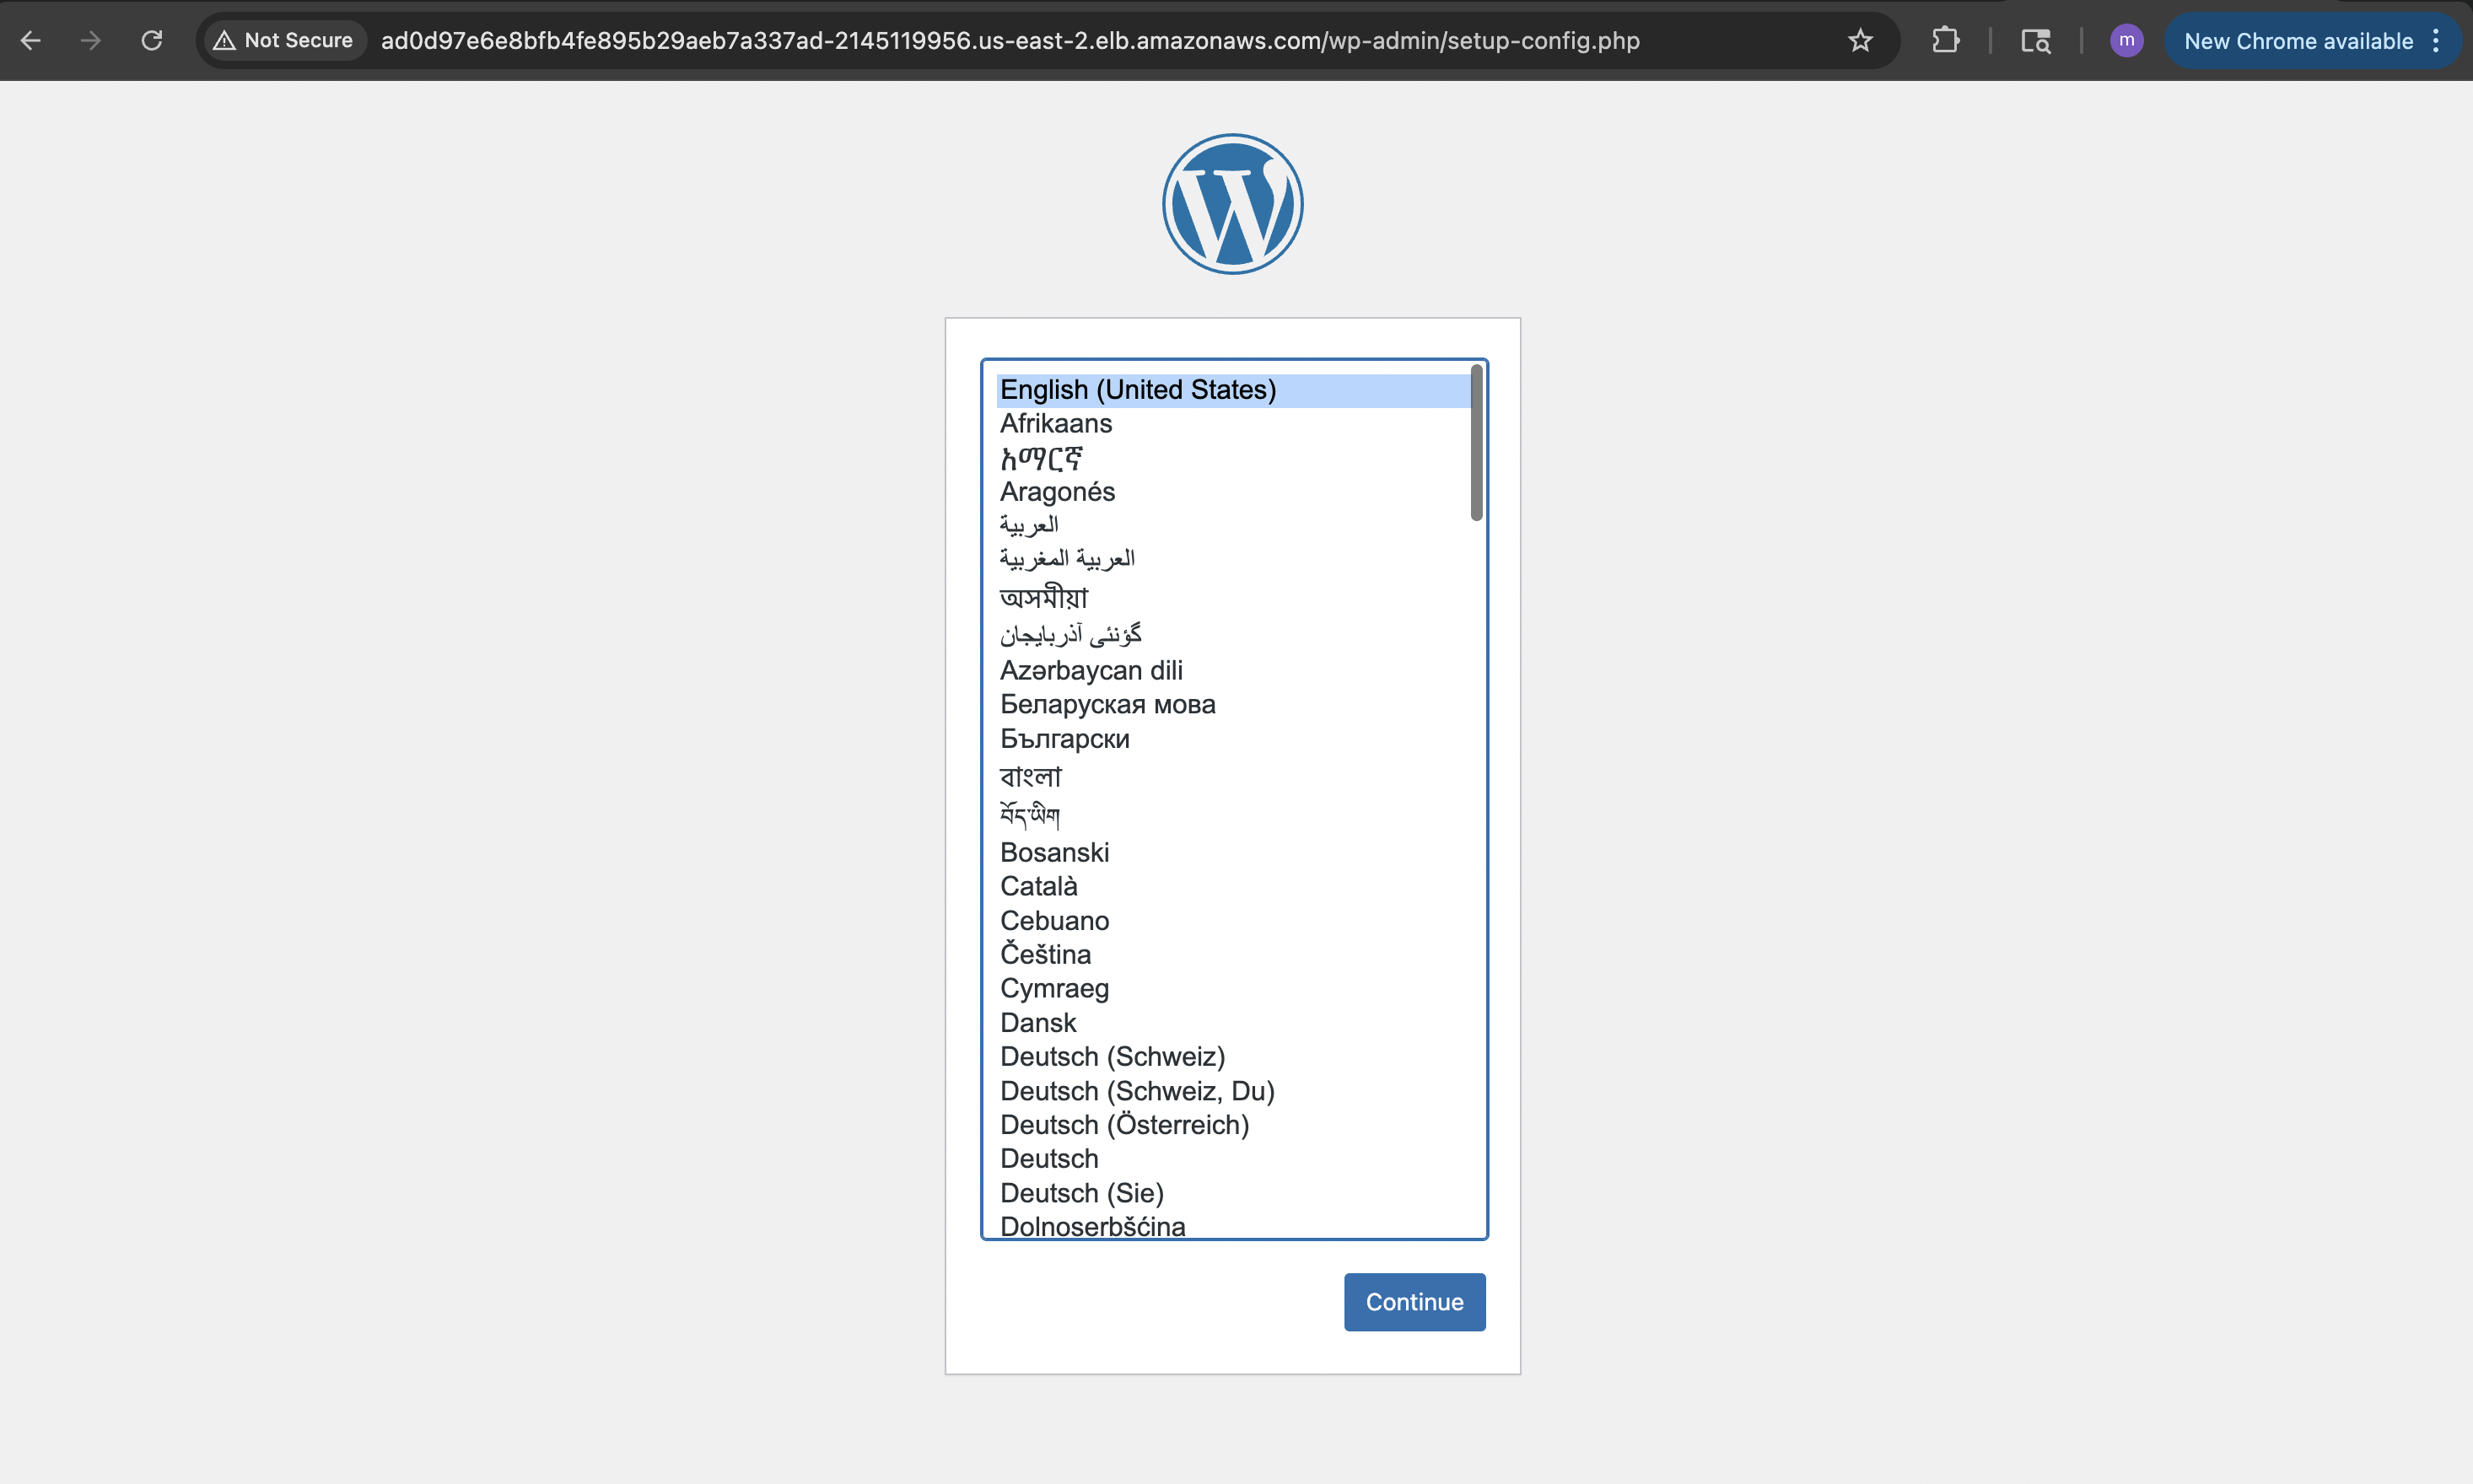 Not Secure ad0d97e6e8bfb4fe895b29aeb7a337ad-2145119956.us-east-2.elb.amazonaws.com/wp-admin/setup-config.php m New Chrome available
English (United States)
Afrikaans
አማርኛ
Aragonés
العربية
العربية المغربية
অসমীয়া
گؤنئی آذربایجان
Azərbaycan dili
Беларуская мова
Български
বাংলা
བོད་ཡིག
Bosanski
Català
Cebuano
Čeština
Cymraeg
Dansk
Deutsch (Schweiz)
Deutsch (Schweiz, Du)
Deutsch (Österreich)
Deutsch
Deutsch (Sie)
Dolnoserbšćina
Continue